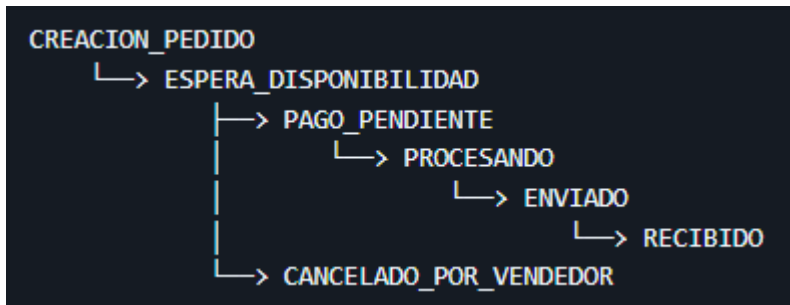 CREACION_PEDIDO
└──> ESPERA_DISPONIBILIDAD
├──> PAGO_PENDIENTE
│ └──> PROCESANDO
│ └──> ENVIADO
│ └──> RECIBIDO
└──> CANCELADO_POR_VENDEDOR